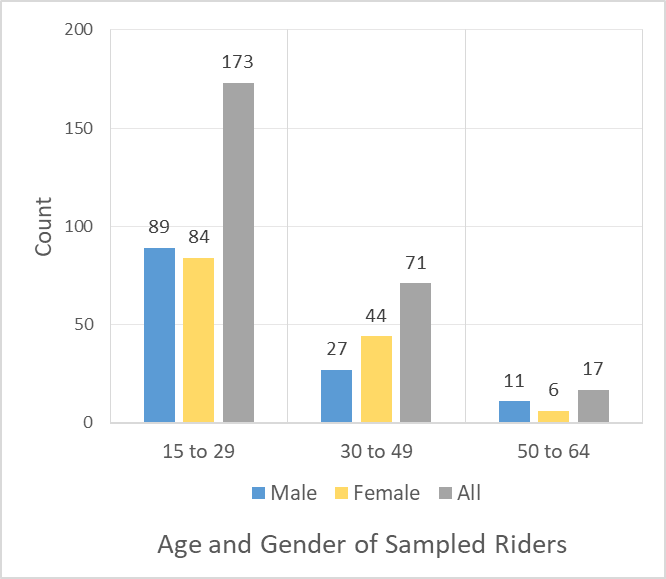 200
150
100
50
0
Count
89
84
173
27
44
71
11
6
17
15 to 29
30 to 49
50 to 64
Male Female All
Age and Gender of Sampled Riders